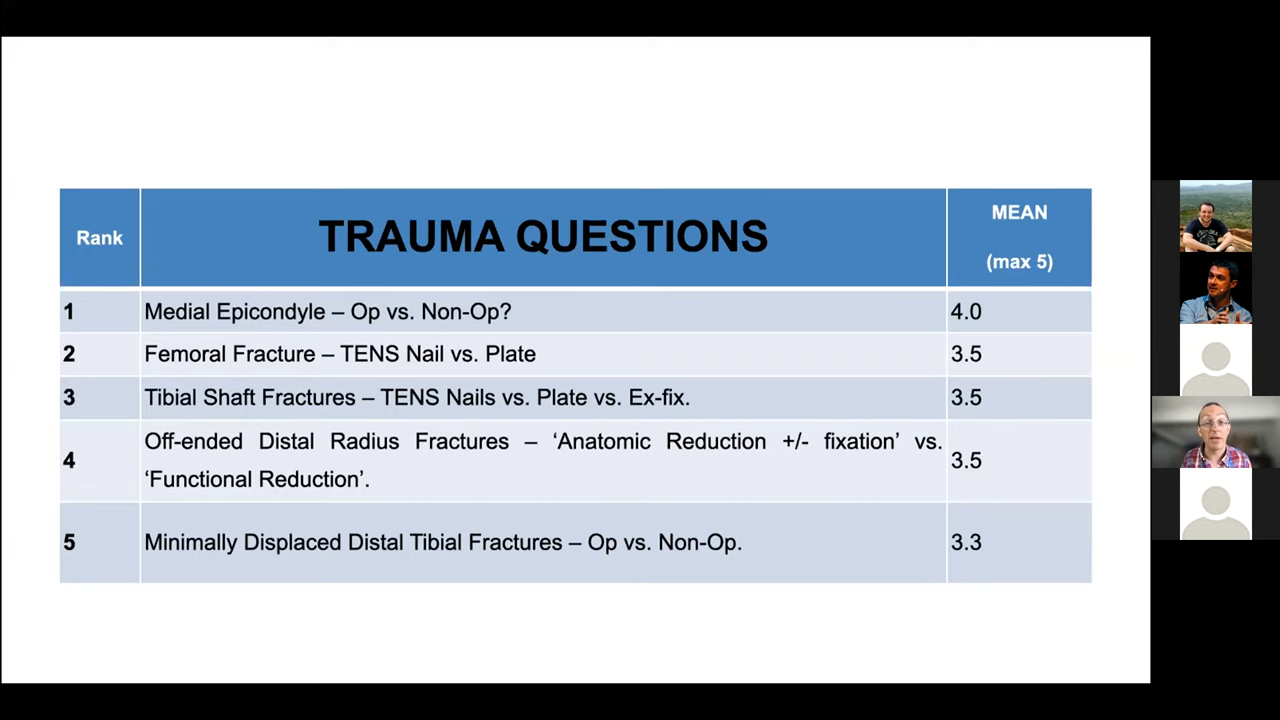 Rank
TRAUMA QUESTIONS
MEAN
(max 5)
1
Medial Epicondyle – Op vs. Non-Op?
4.0
2
Femoral Fracture – TENS Nail vs. Plate
3.5
3
Tibial Shaft Fractures – TENS Nails vs. Plate vs. Ex-fix.
3.5
4
Off-ended Distal Radius Fractures – ‘Anatomic Reduction +/- fixation’ vs.
‘Functional Reduction’.
3.5
5
Minimally Displaced Distal Tibial Fractures – Op vs. Non-Op.
3.3